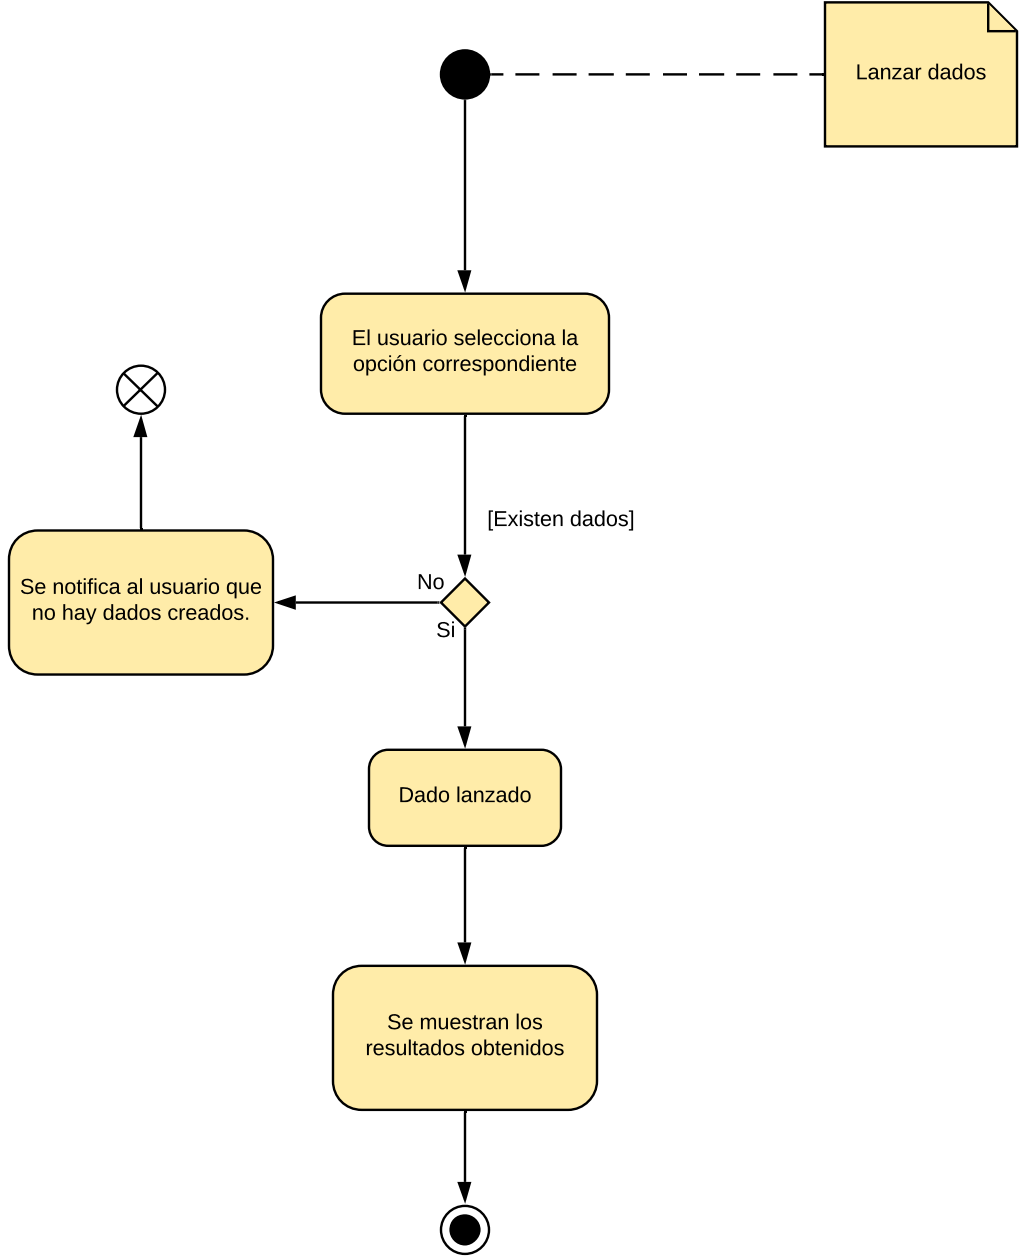 Lanzar dados
El usuario selecciona la
opción correspondiente
[Existen dados]
No
Si
Se notifica al usuario que
no hay dados creados.
Dado lanzado
Se muestran los
resultados obtenidos